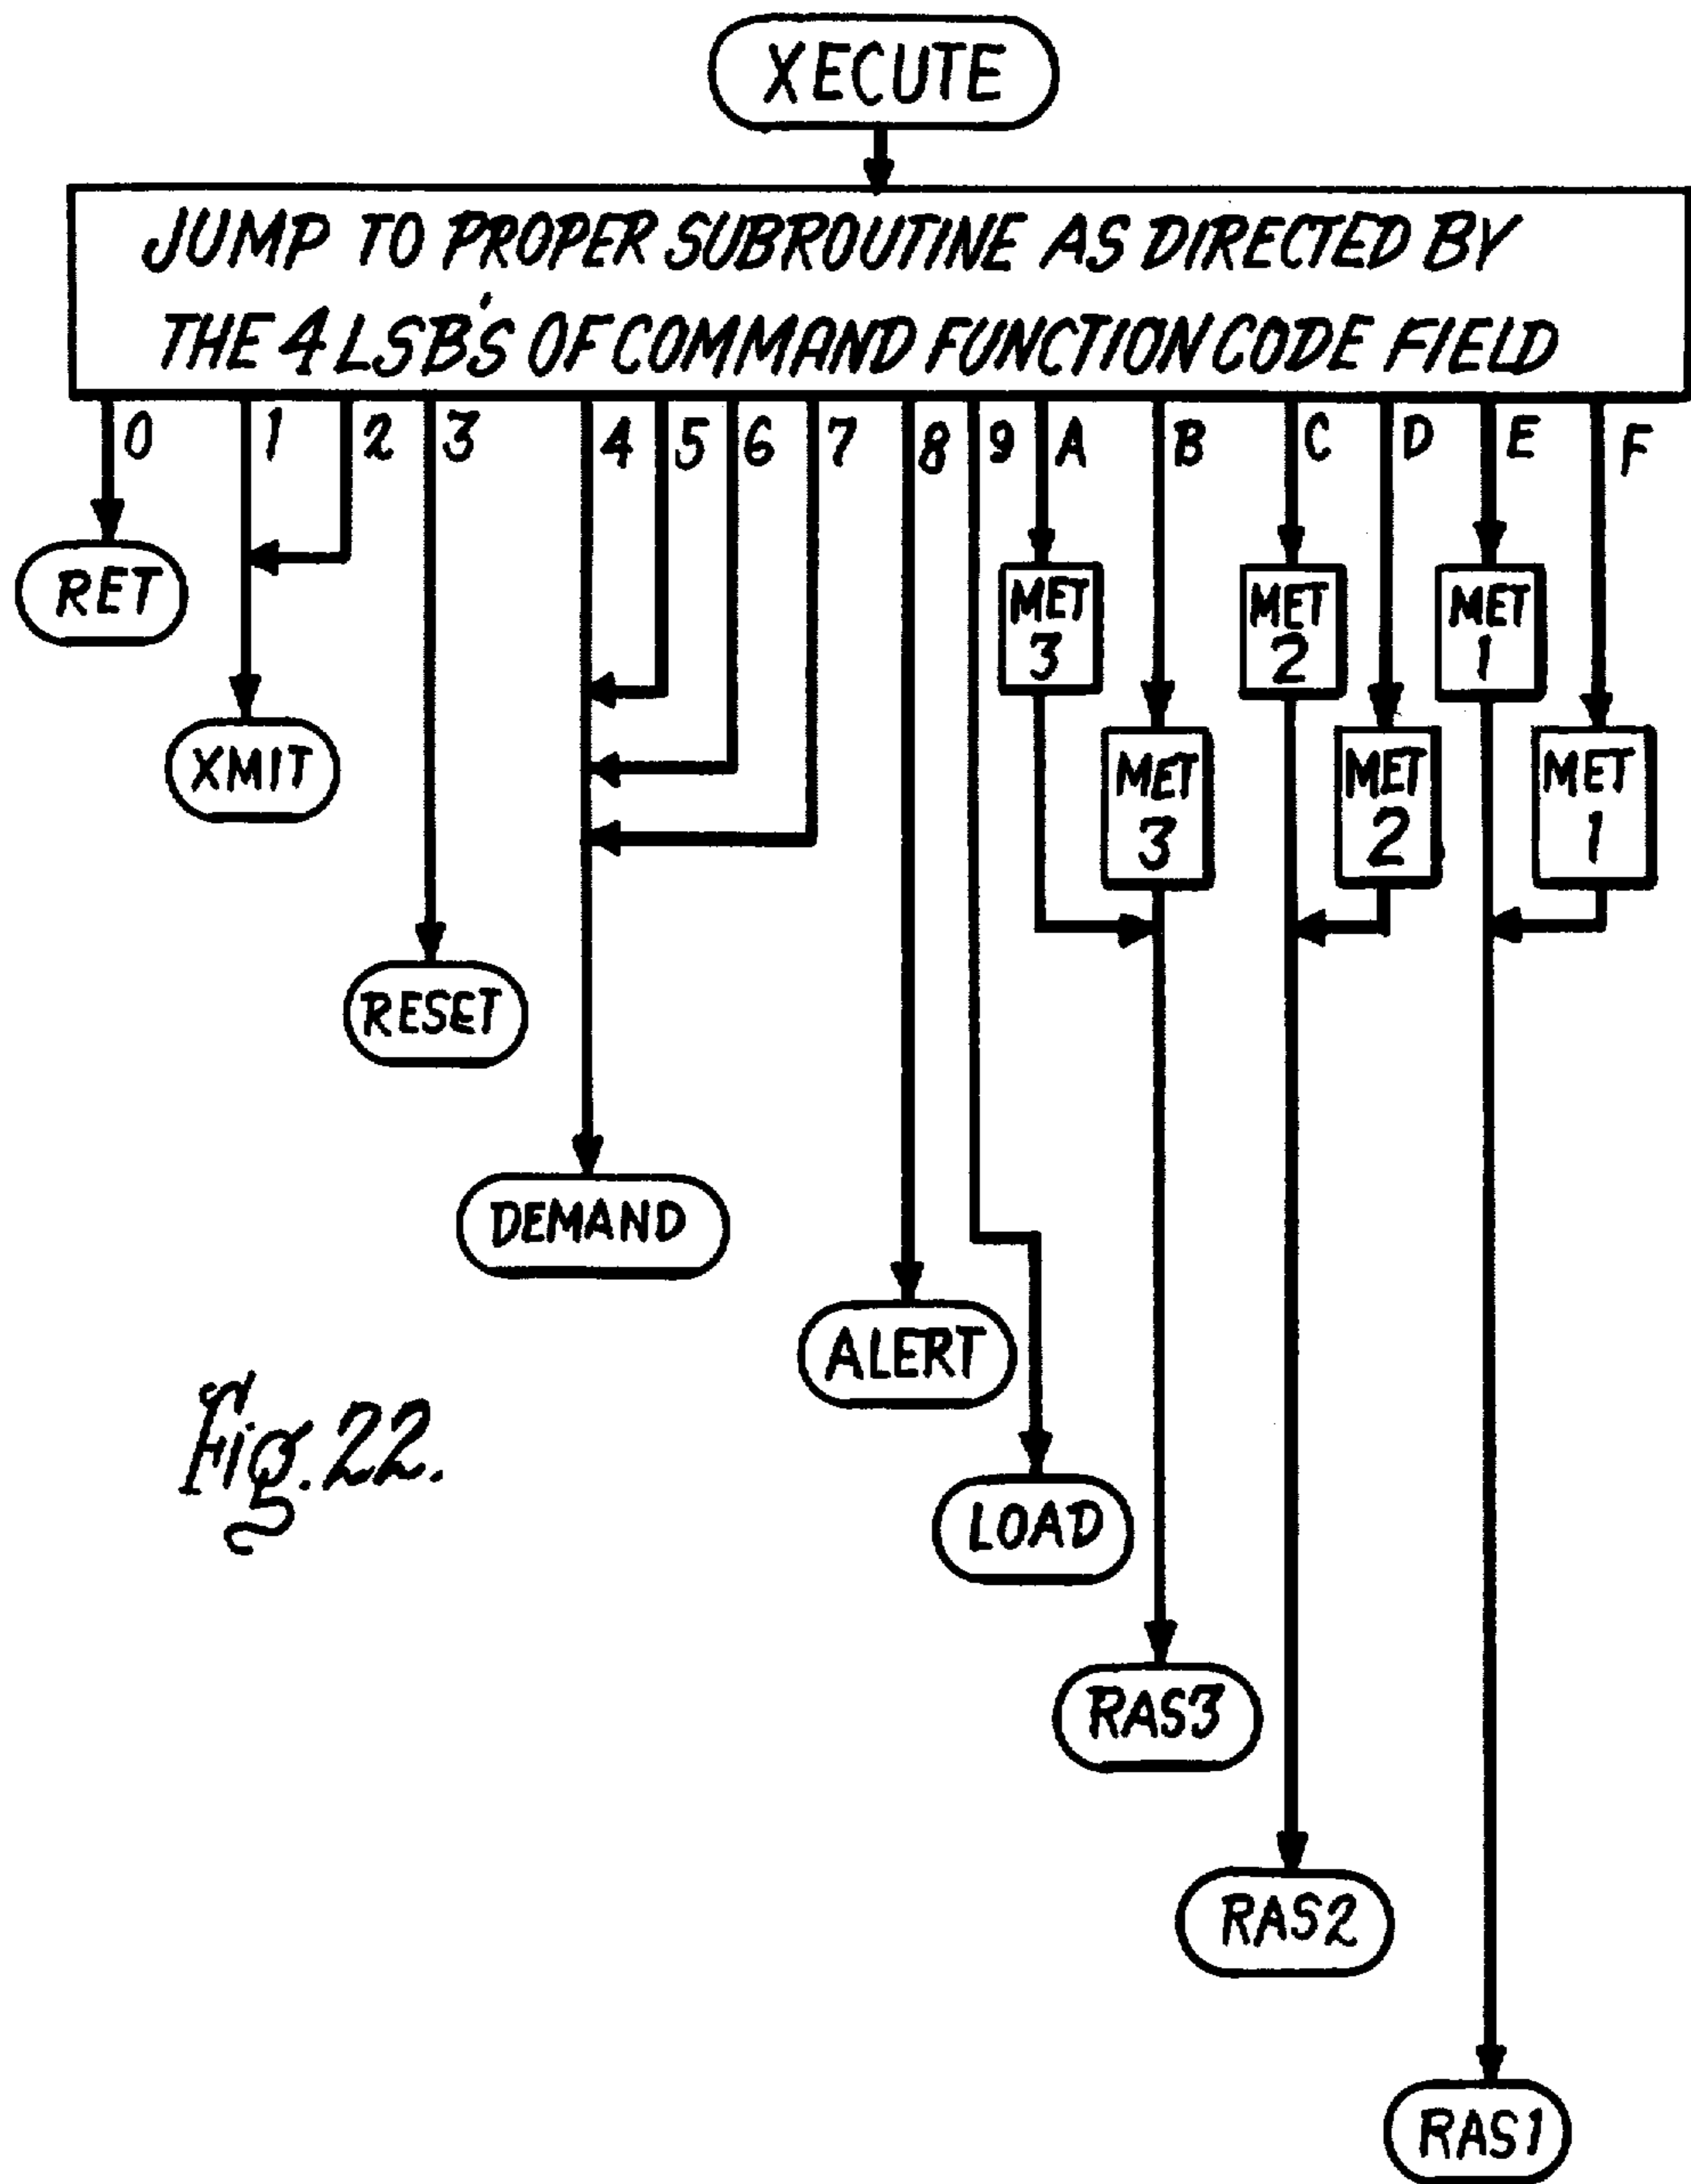 XECUTE
JUMP TO PROPER SUBROUTINE AS DIRECTED BY
THE 4 LSB'S OF COMMAND FUNCTION CODE FIELD
0 1 2 3 4 5 6 7 8 9 A B C D E F
RET
MET
3
MET
2
MET
1
XMIT
MET
3
MET
2
MET
1
RESET
DEMAND
ALERT
Fig. 22.
LOAD
RAS3
RAS2
RAS1